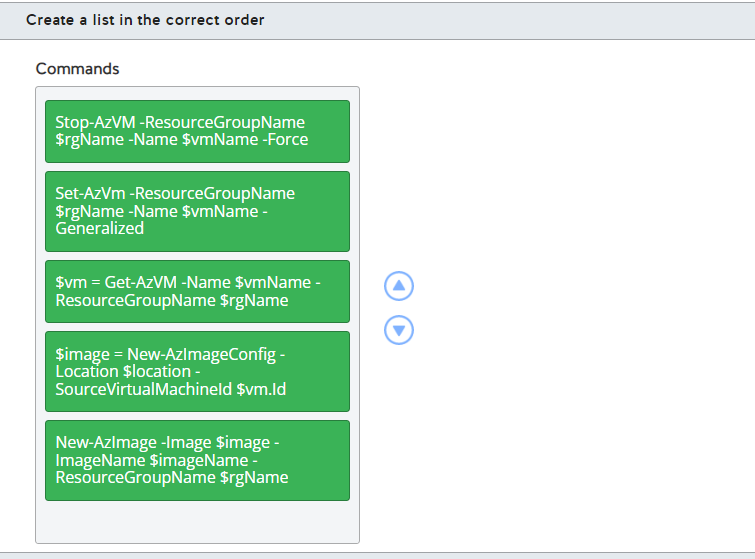 Create a list in the correct order
Commands
Stop-AzVM -ResourceGroupName
$rgName -Name $vmName -Force
Set-AzVm -ResourceGroupName
$rgName -Name $vmName -
Generalized
$vm = Get-AzVM -Name $vmName -
ResourceGroupName $rgName
$image = New-AzImageConfig -
Location $location -
SourceVirtualMachineId $vm.Id
New-AzImage -Image $image -
ImageName $imageName -
ResourceGroupName $rgName